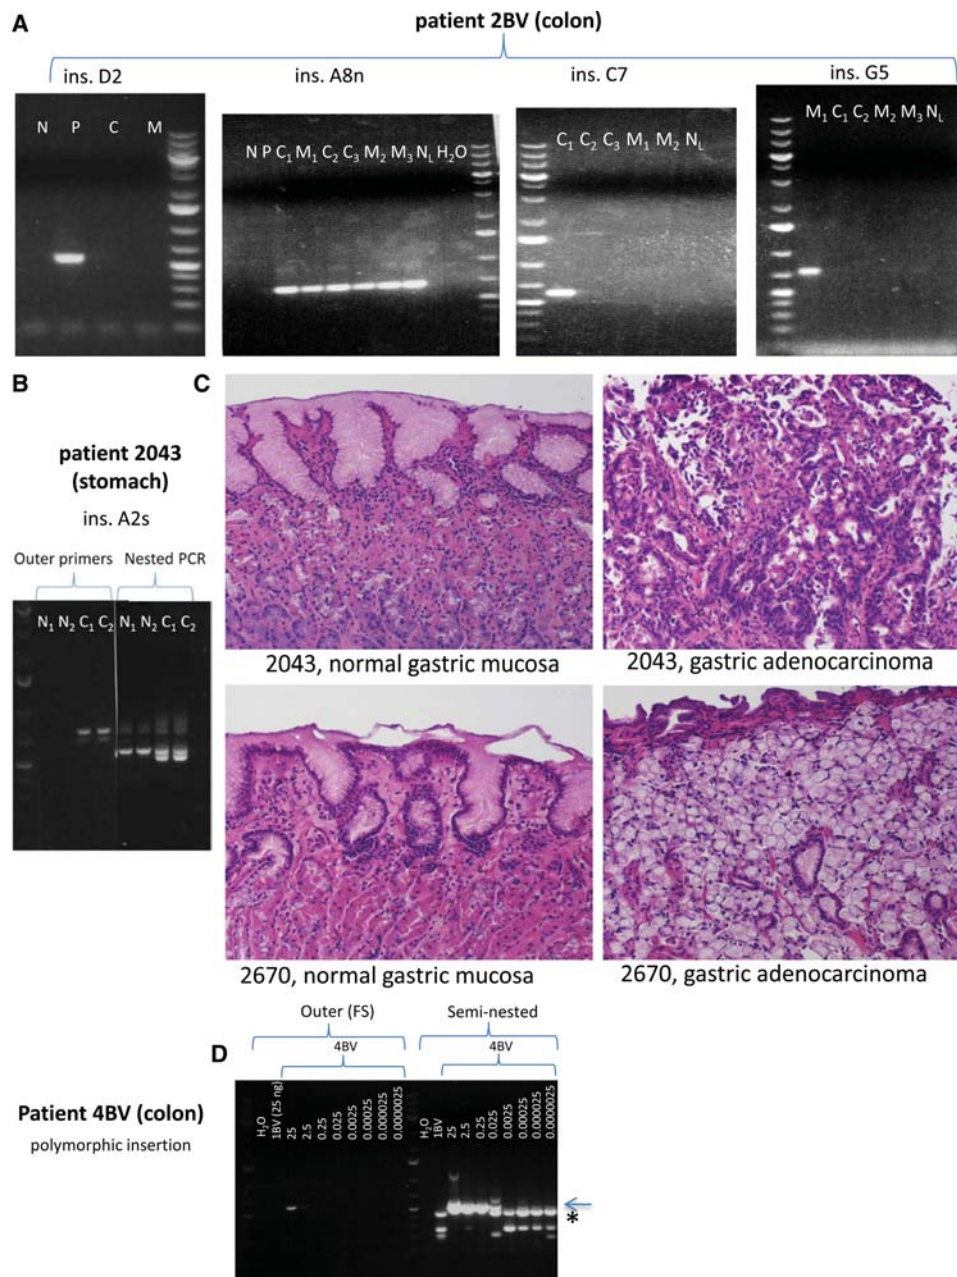 A
patient 2BV (colon)
ins. D2
ins. A8n
ins. C7
ins. G5
N P C M
N P C₁ M₁ C₂ C₃ M₂ M₃ N_L H₂O
C₁ C₂ C₃ M₁ M₂ N_L
M₁ C₁ C₂ M₂ M₃ N_L
B
patient 2043
(stomach)
ins. A2s
Outer primers
Nested PCR
N₁ N₂ C₁ C₂ N₁ N₂ C₁ C₂
C
2043, normal gastric mucosa
2043, gastric adenocarcinoma
2670, normal gastric mucosa
2670, gastric adenocarcinoma
D
Outer (FS)
Semi-nested
4BV
4BV
H₂O
1BV (25 ng)
25
2.5
0.25
0.025
0.0025
0.00025
0.000025
0.0000025
H₂O
1BV
25
2.5
0.25
0.025
0.0025
0.00025
0.000025
0.0000025
*
Patient 4BV (colon)
polymorphic insertion